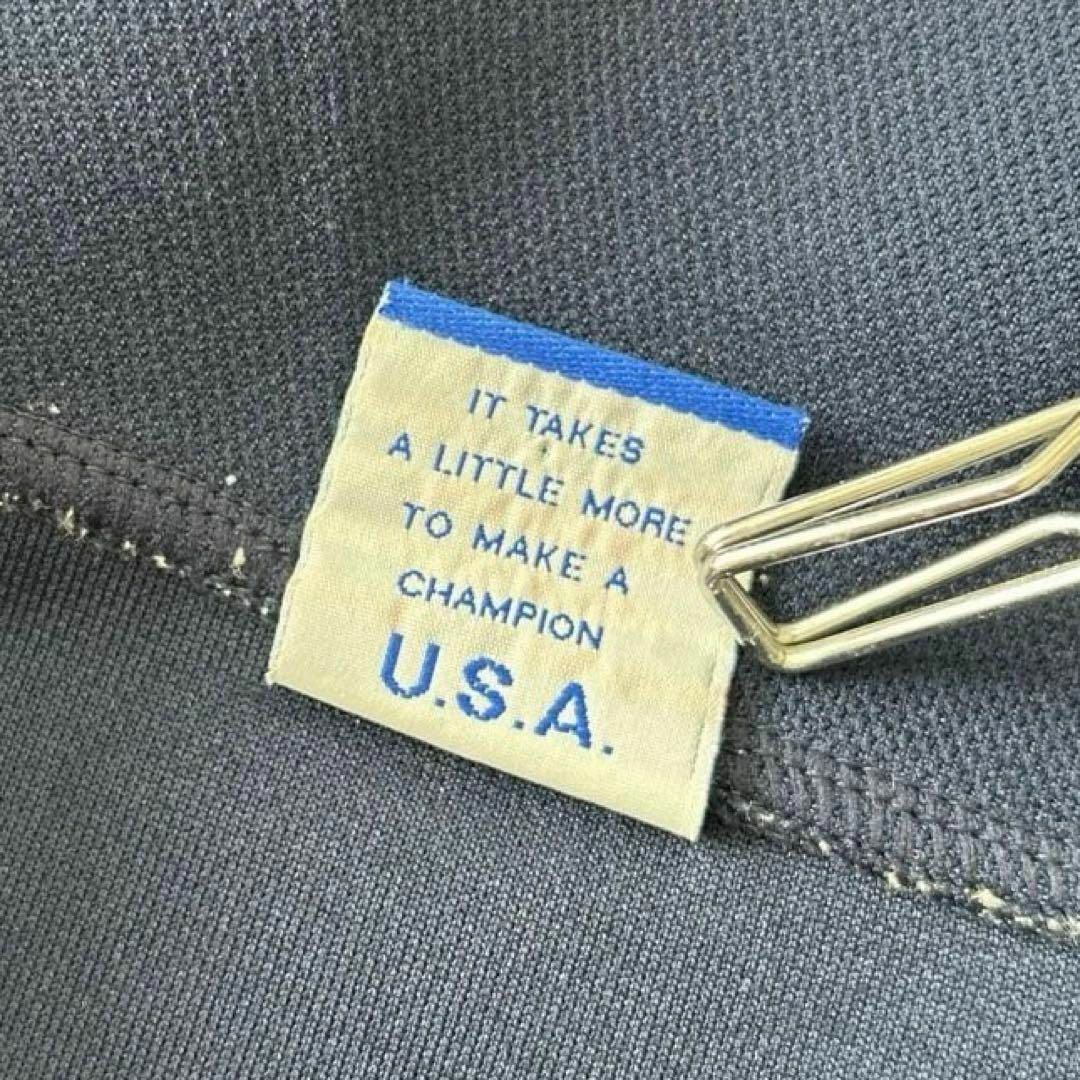 IT TAKES
A LITTLE MORE
TO MAKE A
CHAMPION
U.S.A.